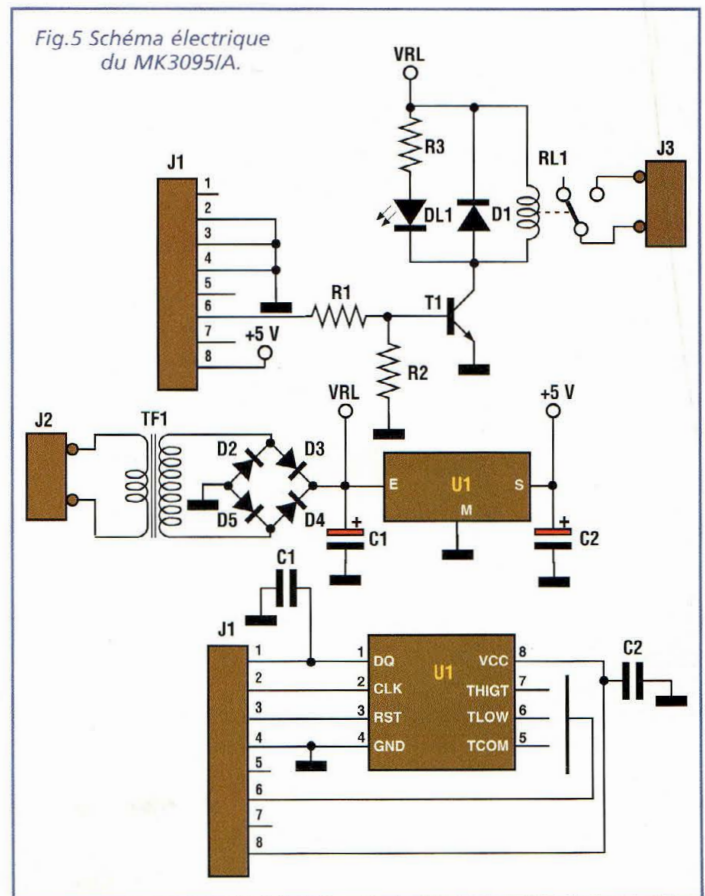 Fig.5 Schéma électrique
du MK3095/A.
VRL
R3
J1
RL1
J3
1
2
DL1
D1
3
4
5
6
R1
T1
7
+5 V
8
R2
J2
TF1
VRL
+5 V
D2
D3
E
U1
S
M
D5
D4
+
C1
+
C2
C1
J1
C2
1
1
DQ
U1
VCC
8
2
2
CLK
THIGT
7
3
3
RST
TLOW
6
4
4
GND
TCOM
5
5
6
7
8